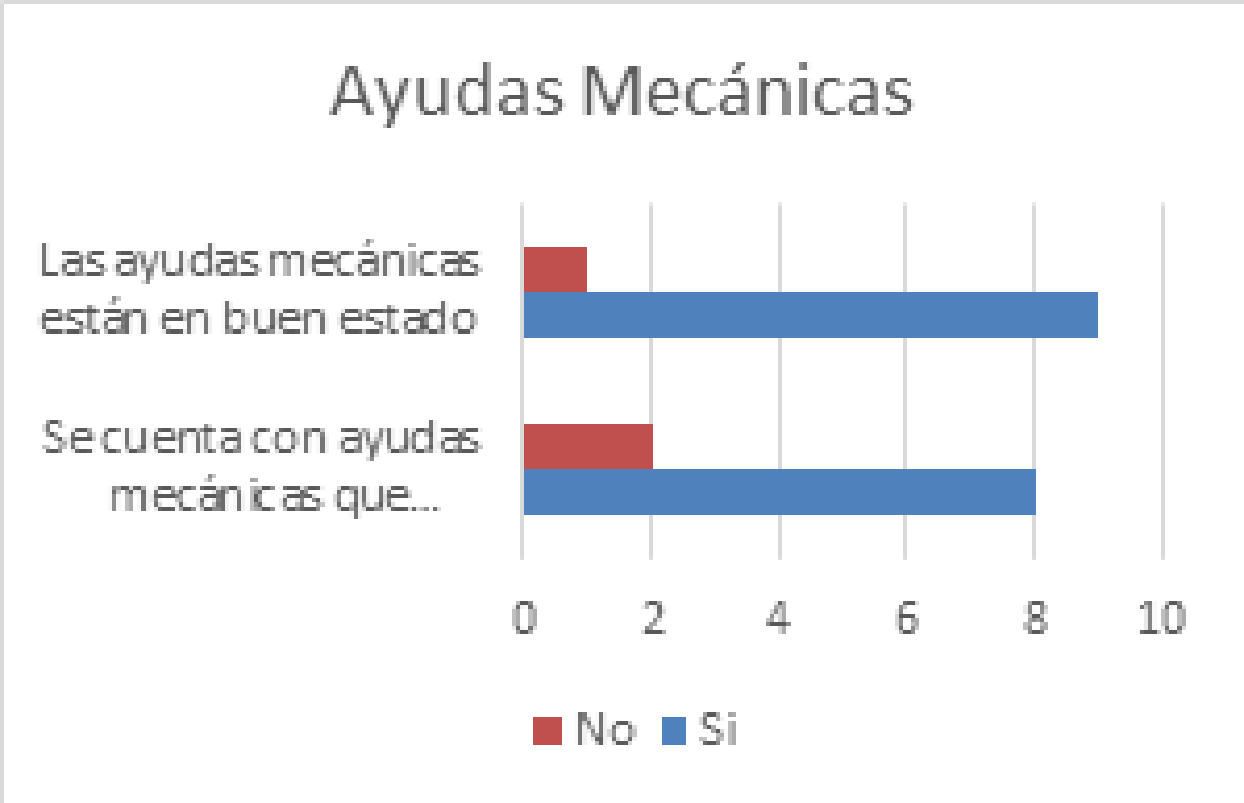 Ayudas Mecánicas
Las ayudas mecánicas
están en buen estado
Se cuenta con ayudas
mecánicas que...
0 2 4 6 8 10
No Si